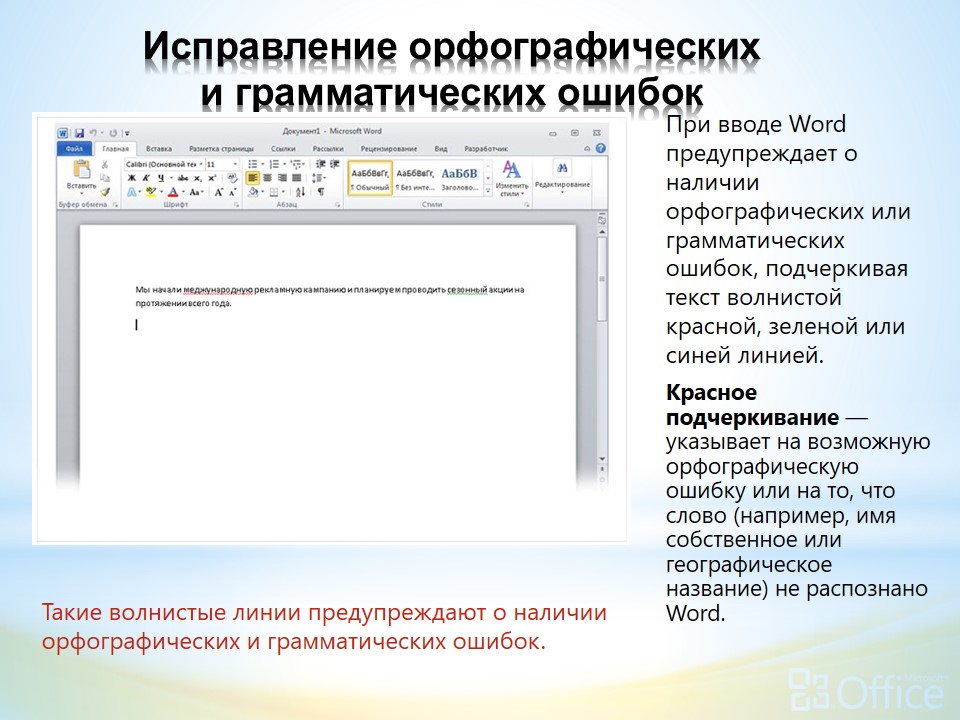 Исправление орфографических
и грамматических ошибок
Документ1 - Microsoft Word
Файл Главная Вставка Разметка страницы Ссылки Рассылки Рецензирование Вид Разработчик
Calibri (Основной тек 11
Вставить
Ж К Ч abc x₂ x²
АаБбВвГг, АаБбВвГг, АаБбВв
¶ Обычный ¶ Без инте... Заголово...
Изменить стили
Редактирование
Буфер обмена Шрифт Абзац Стили
Мы начали меджународную рекламную кампанию и планируем проводить сезонный акции на
протяжении всего года.
При вводе Word
предупреждает о
наличии
орфографических или
грамматических
ошибок, подчеркивая
текст волнистой
красной, зеленой или
синей линией.
Красное
подчеркивание —
указывает на возможную
орфографическую
ошибку или на то, что
слово (например, имя
собственное или
географическое
название) не распознано
Word.
Такие волнистые линии предупреждают о наличии
орфографических и грамматических ошибок.
Microsoft
Office